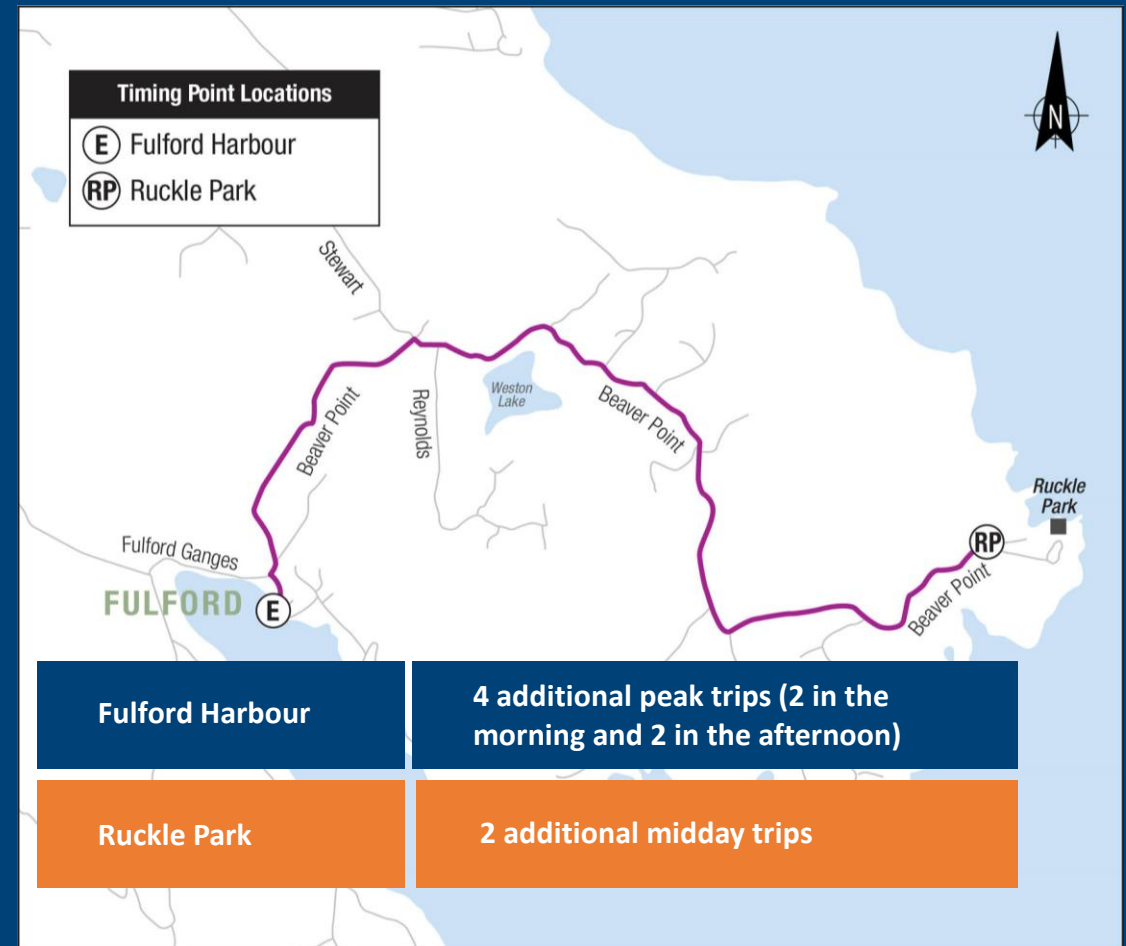 Timing Point Locations
E Fulford Harbour
RP Ruckle Park
N
Stewart
Beaver Point
Reynolds
Weston
Lake
Beaver Point
Ruckle
Park
RP
Beaver Point
Fulford Ganges
FULFORD
E
Fulford Harbour
4 additional peak trips (2 in the
morning and 2 in the afternoon)
Ruckle Park
2 additional midday trips